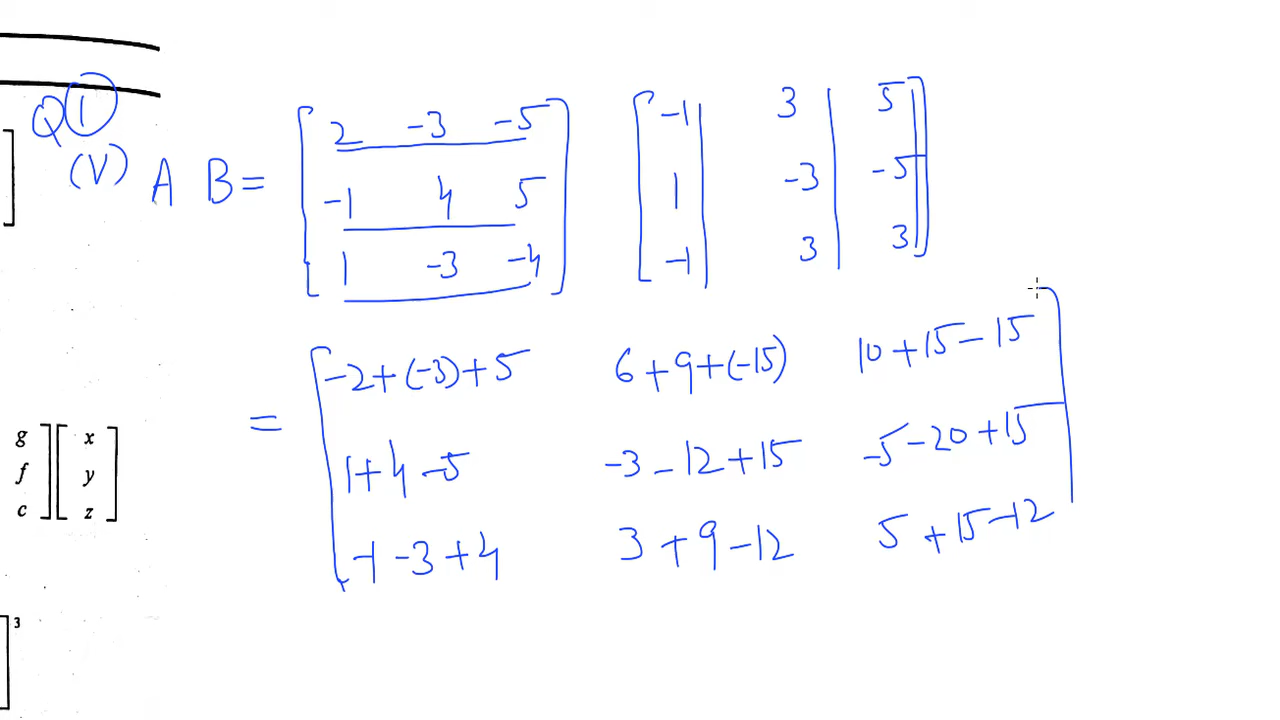 Q 1
(V) A B =
[ 2 -3 -5
-1 4 5
1 -3 -4 ]
[ -1 3 5
1 -3 -5
-1 3 3 ]
= [ -2+(-3)+5 6+9+(-15) 10+15-15
1+4-5 -3-12+15 -5-20+15
-1-3+4 3+9-12 5+15-12 ]
g ] [ x ]
f y
c z
]³